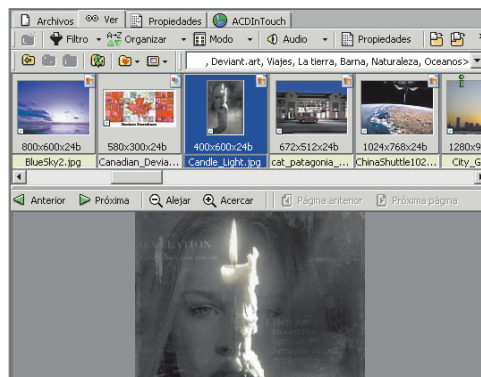 Archivos Ver Propiedades ACDInTouch
Filtro A-Z Organizar Modo Audio Propiedades
, Deviant.art, Viajes, La tierra, Barna, Naturaleza, Oceanos>
800x600x24b 580x300x24b 400x600x24b 672x512x24b 1024x768x24b 1280x9
BlueSky2.jpg Canadian_Devia... Candle_Light.jpg cat_patagonia_... ChinaShuttle102... City_G
Anterior Próxima Alejar Acercar Página anterior Próxima página
REVELATION